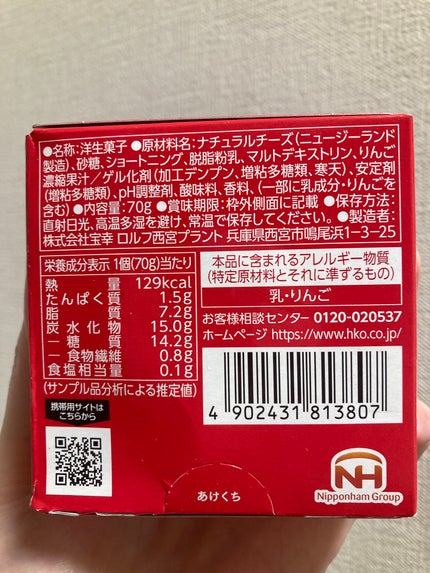 ●名称:洋生菓子 ●原材料名:ナチュラルチーズ(ニュージーランド
製造)、砂糖、ショートニング、脱脂粉乳、マルトデキストリン、りんご
濃縮果汁/ゲル化剤(加工デンプン、増粘多糖類、寒天)、安定剤
(増粘多糖類)、pH調整剤、酸味料、香料、(一部に乳成分・りんごを
含む) ●内容量:70g ●賞味期限:枠外側面に記載 ●保存方法:
直射日光、高温多湿を避け、常温で保存してください。 ●製造者:
株式会社宝幸 ロルフ西宮プラント 兵庫県西宮市鳴尾浜1-3-25
栄養成分表示 1個(70g)当たり
熱量 129kcal
たんぱく質 1.5g
脂質 7.2g
炭水化物 15.0g
ー糖質 14.2g
ー食物繊維 0.8g
食塩相当量 0.1g
(サンプル品分析による推定値)
本品に含まれるアレルギー物質
(特定原材料とそれに準ずるもの)
乳・りんご
お客様相談センター 0120-020537
ホームページ https://www.hko.co.jp/
携帯用サイトは
こちらから
4 902431 813807
あけくち
NH
Nipponham Group